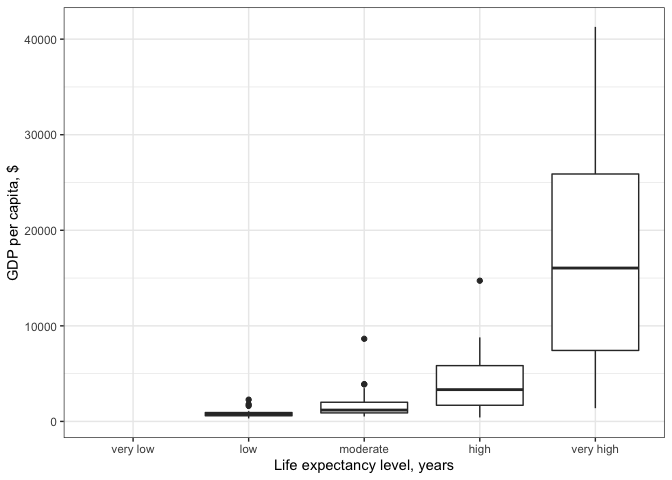 GDP per capita, $
40000
30000
20000
10000
0
very low low moderate high very high
Life expectancy level, years